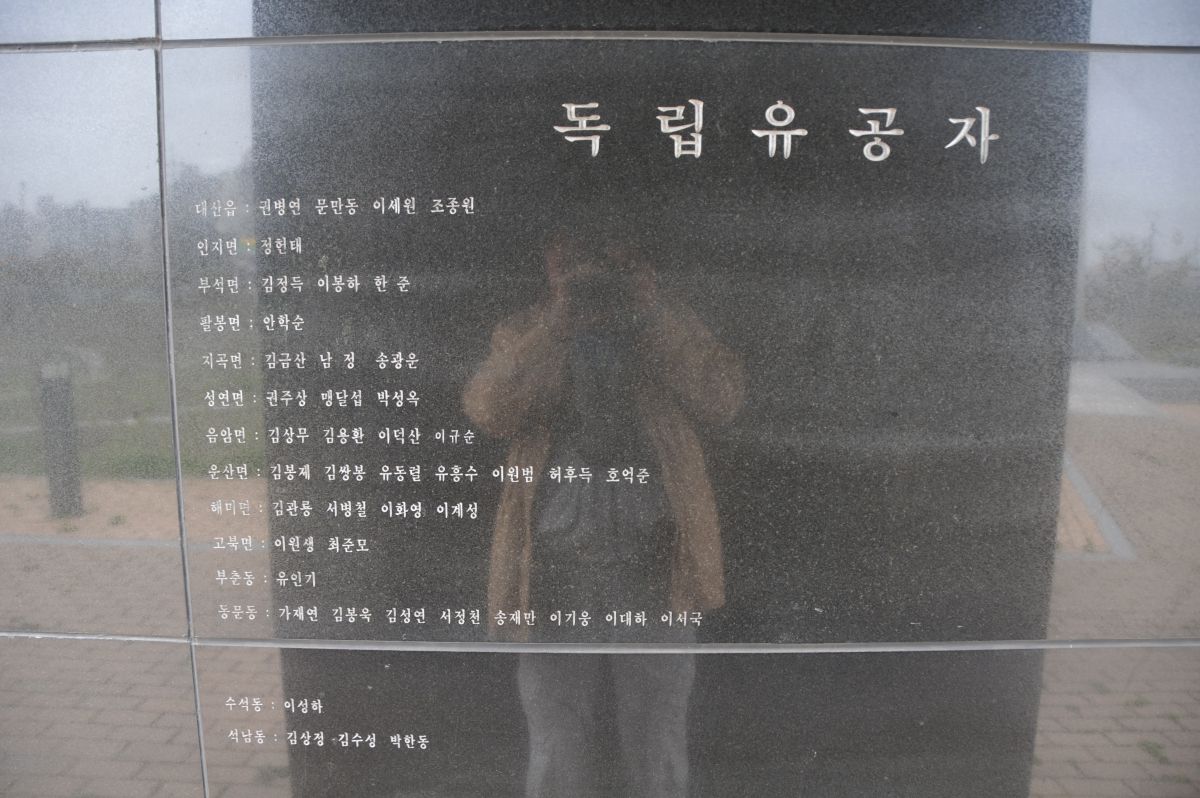 독립유공자
대산읍 : 권병연 문만동 이세원 조종원
인지면 : 정헌태
부석면 : 김정득 이봉하 한 준
팔봉면 : 안학순
지곡면 : 김금산 남 정 송광운
성연면 : 권주상 맹달섭 박성옥
음암면 : 김상무 김용환 이덕산 이규순
운산면 : 김봉제 김쌍봉 유동렬 유흥수 이원범 허후득 호억준
해미면 : 김관룡 서병철 이화영 이계성
고북면 : 이원생 최준모
부춘동 : 유인기
동문동 : 가재연 김봉욱 김성연 서정천 송재만 이기웅 이대하 이서국
수석동 : 이성하
석남동 : 김상정 김수성 박한동